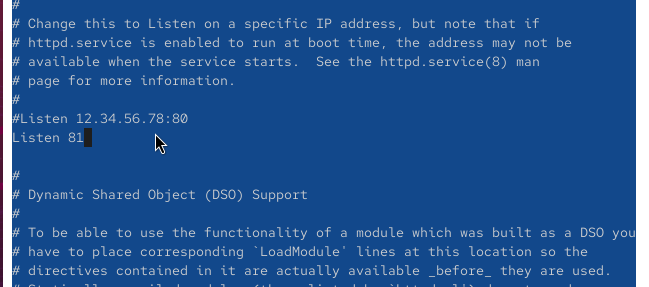 #
# Change this to Listen on a specific IP address, but note that if
# httpd.service is enabled to run at boot time, the address may not be
# available when the service starts.  See the httpd.service(8) man
# page for more information.
#
#Listen 12.34.56.78:80
Listen 81
#
# Dynamic Shared Object (DSO) Support
#
# To be able to use the functionality of a module which was built as a DSO you
# have to place corresponding `LoadModule' lines at this location so the
# directives contained in it are actually available _before_ they are used.